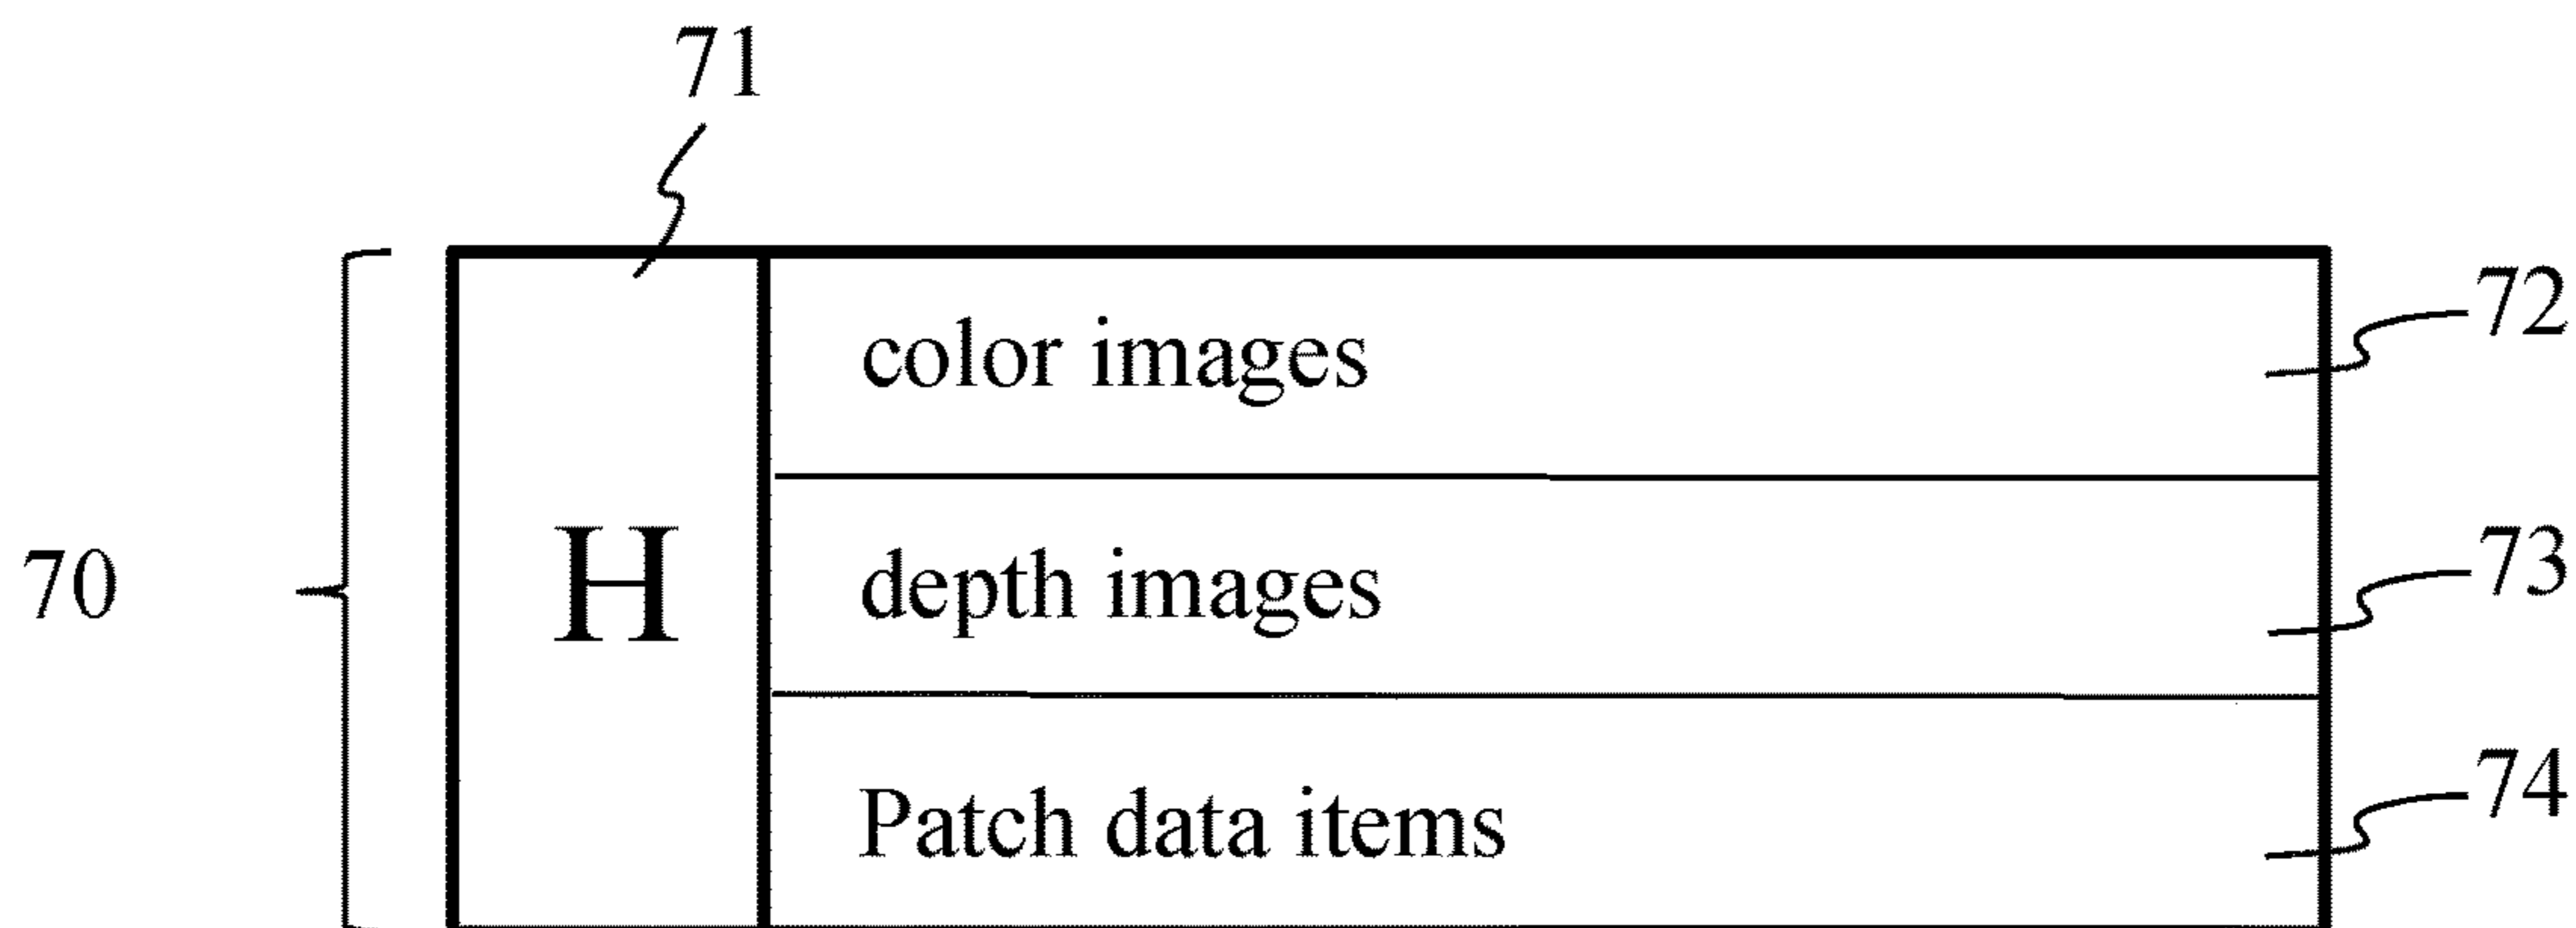 71
color images
72
H
depth images
73
70
Patch data items
74